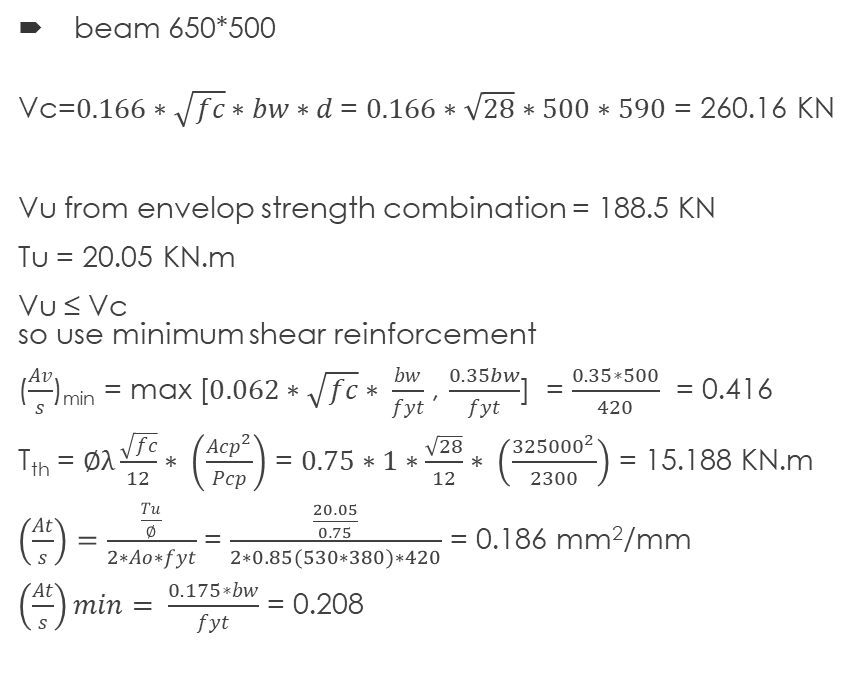 beam 650*500
Vc=0.166 * √fc * bw * d = 0.166 * √28 * 500 * 590 = 260.16 KN
Vu from envelop strength combination = 188.5 KN
Tu = 20.05 KN.m
Vu ≤ Vc
so use minimum shear reinforcement
(Av/s)min = max [0.062 * √fc * bw/fyt , 0.35bw/fyt] = 0.35*500/420 = 0.416
Tth = Øλ √fc/12 * (Acp²/Pcp) = 0.75 * 1 * √28/12 * (325000²/2300) = 15.188 KN.m
(At/s) = (Tu/Ø)/(2*Ao*fyt) = (20.05/0.75)/(2*0.85(530*380)*420) = 0.186 mm²/mm
(At/s) min = 0.175*bw/fyt = 0.208